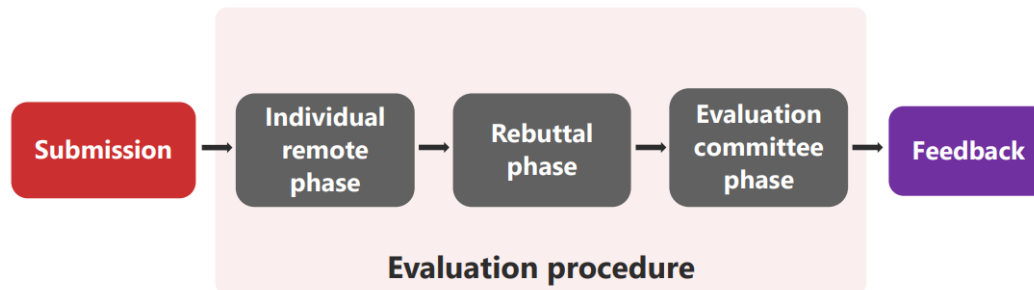 Submission
Individual
remote
phase
Rebuttal
phase
Evaluation
committee
phase
Feedback
Evaluation procedure